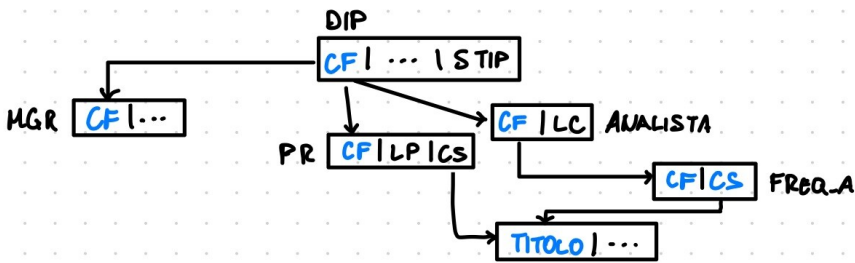 DIP
CF | ... | STIP
MGR CF | ...
CF | LC ANALISTA
PR CF | LP | CS
CF | CS FREQ_A
TITOLO | ...